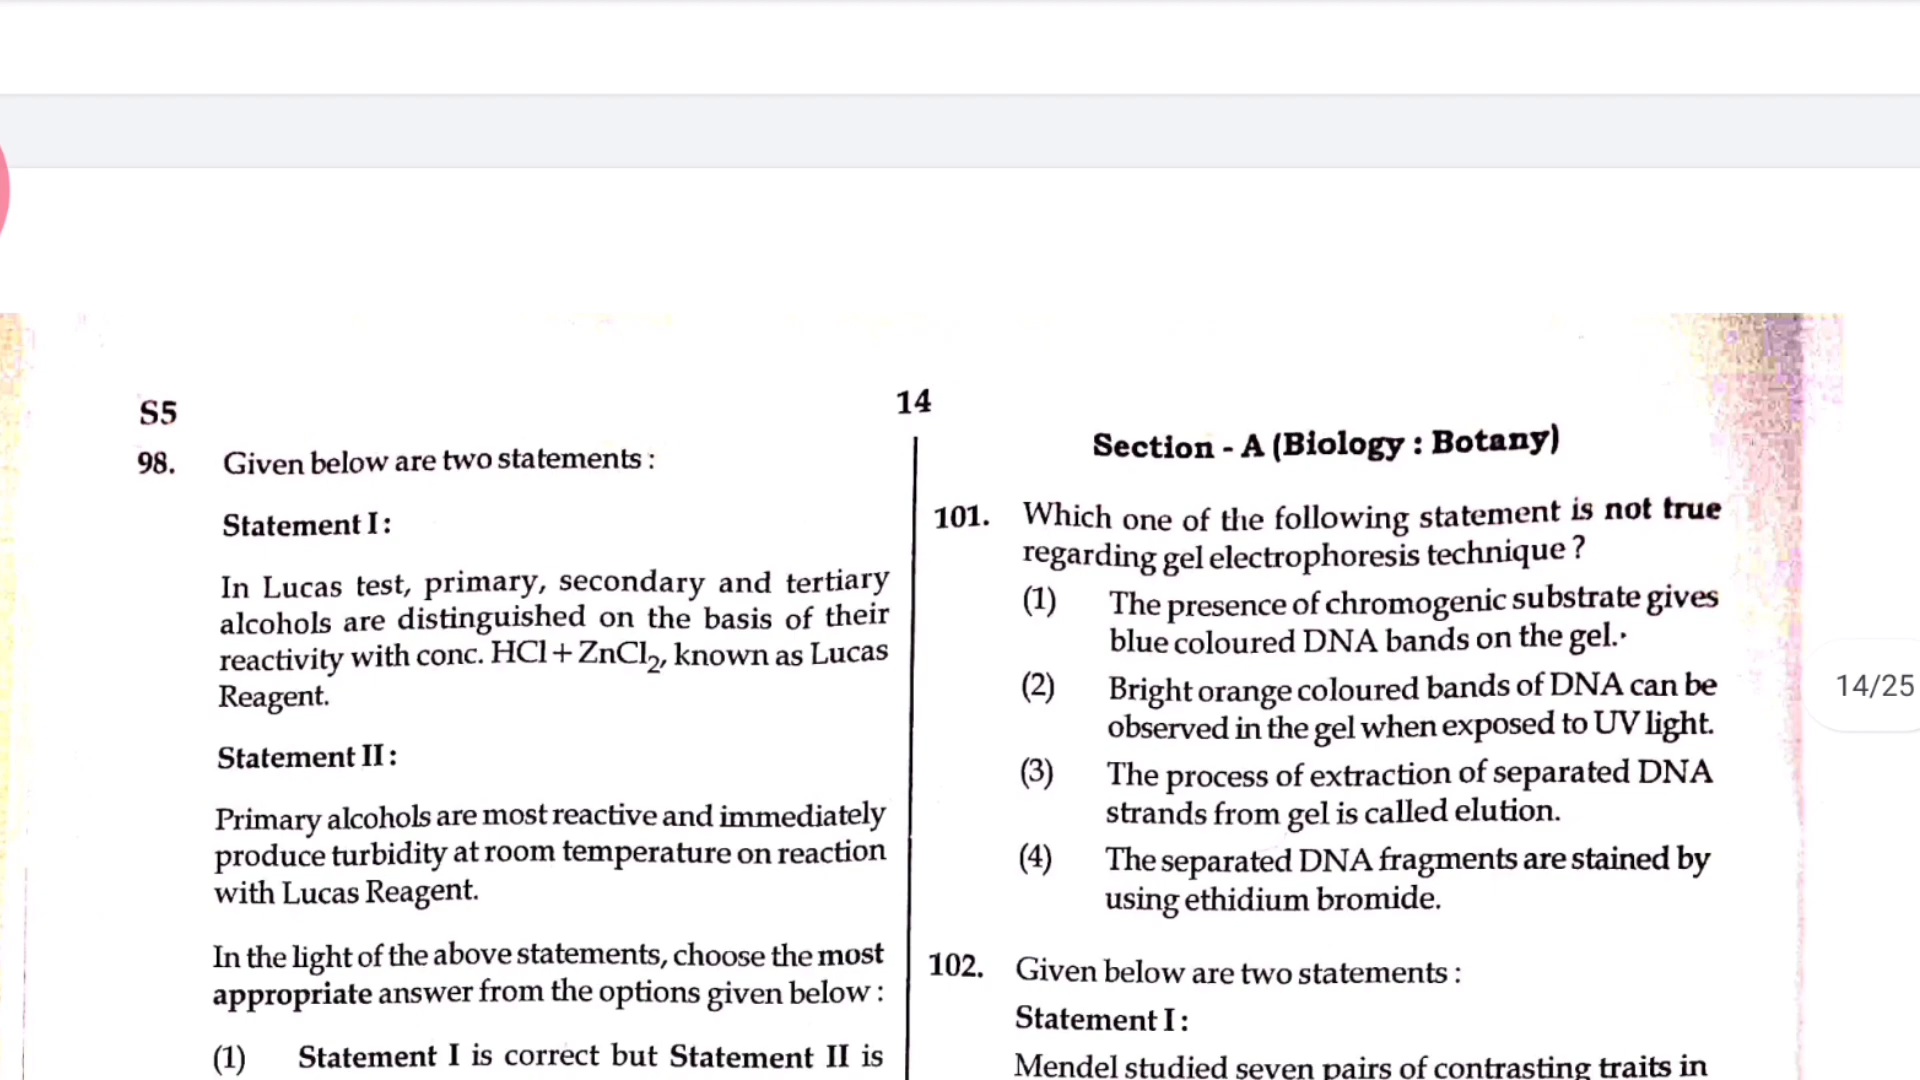 S5
14
98. Given below are two statements :
Statement I :
In Lucas test, primary, secondary and tertiary
alcohols are distinguished on the basis of their
reactivity with conc. HCl + ZnCl₂, known as Lucas
Reagent.
Statement II :
Primary alcohols are most reactive and immediately
produce turbidity at room temperature on reaction
with Lucas Reagent.
In the light of the above statements, choose the most
appropriate answer from the options given below :
(1) Statement I is correct but Statement II is
Section - A (Biology : Botany)
101. Which one of the following statement is not true
regarding gel electrophoresis technique ?
(1) The presence of chromogenic substrate gives
blue coloured DNA bands on the gel.
(2) Bright orange coloured bands of DNA can be
observed in the gel when exposed to UV light.
(3) The process of extraction of separated DNA
strands from gel is called elution.
(4) The separated DNA fragments are stained by
using ethidium bromide.
102. Given below are two statements :
Statement I :
Mendel studied seven pairs of contrasting traits in
14/25